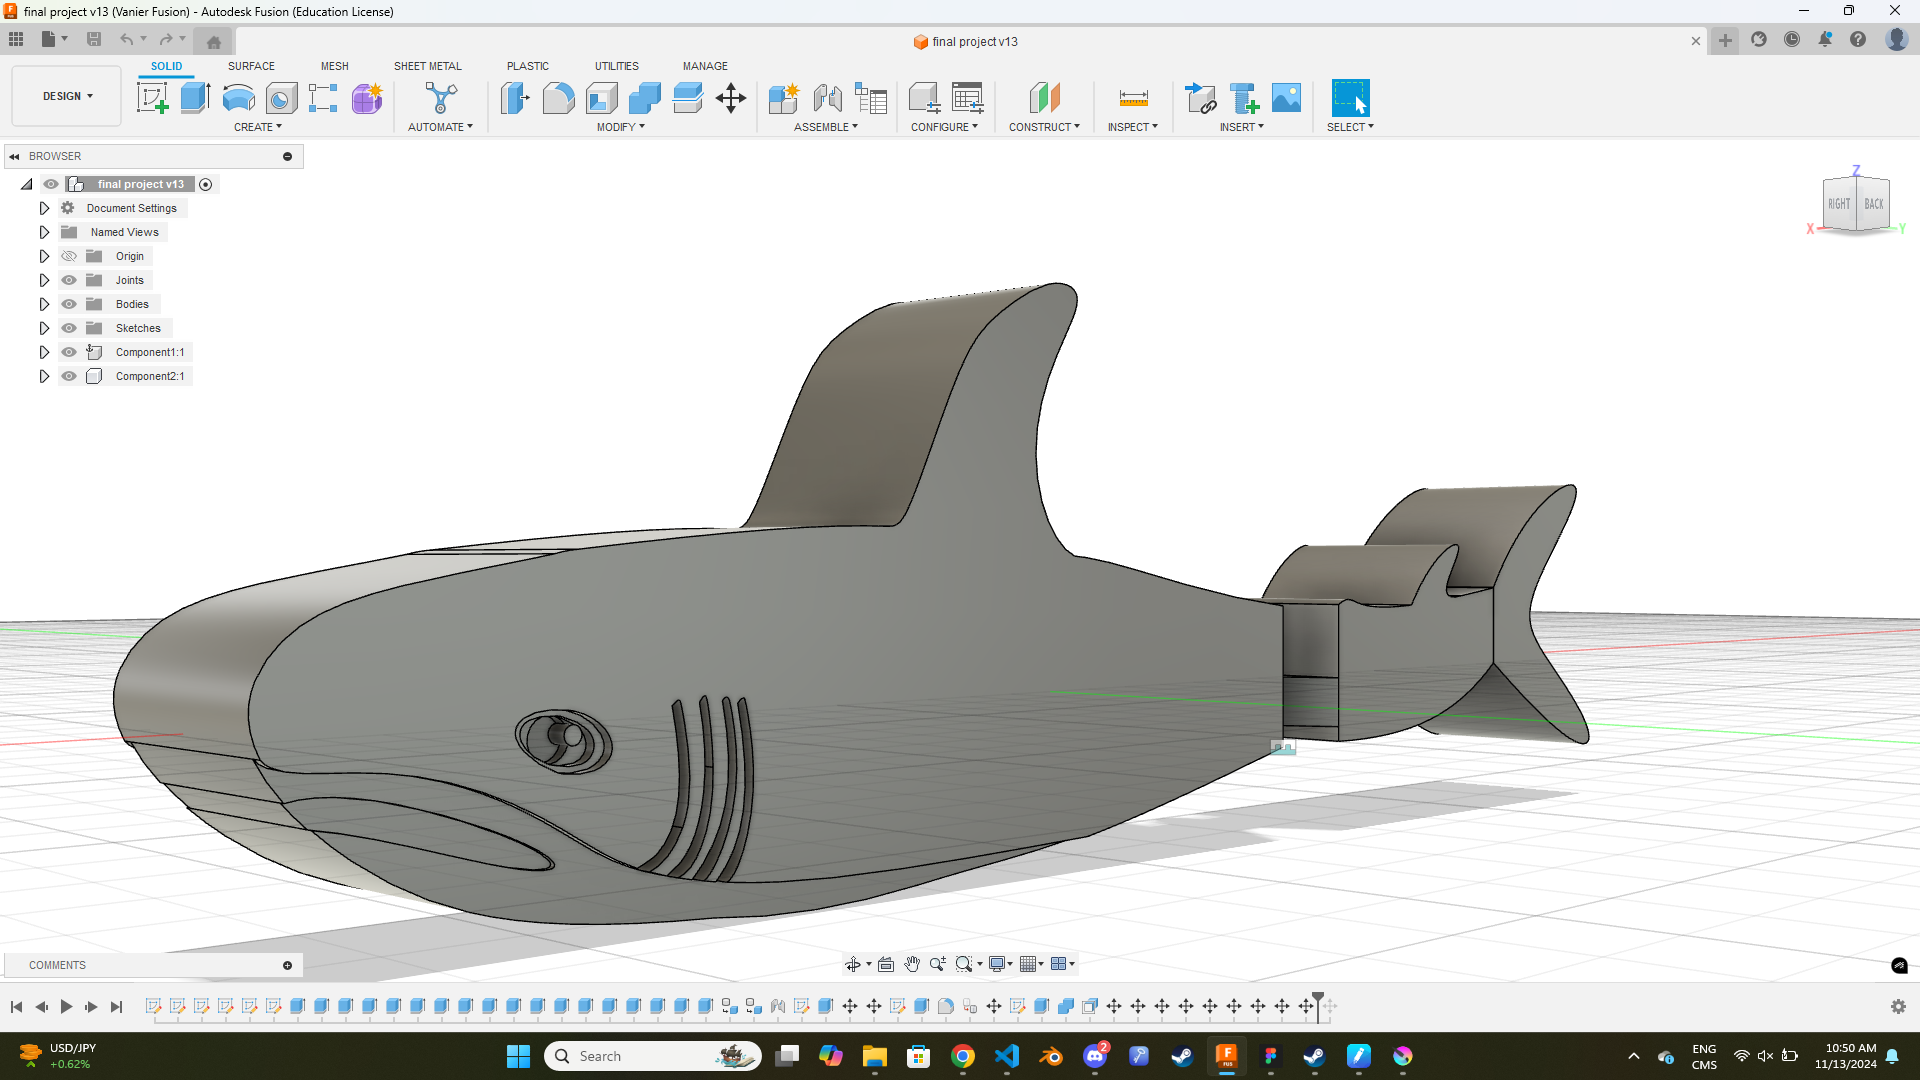 final project v13 (Vanier Fusion) - Autodesk Fusion (Education License)
final project v13
SOLID SURFACE MESH SHEET METAL PLASTIC UTILITIES MANAGE
DESIGN
CREATE AUTOMATE MODIFY ASSEMBLE CONFIGURE CONSTRUCT INSPECT INSERT SELECT
BROWSER
final project v13
Document Settings
Named Views
Origin
Joints
Bodies
Sketches
Component1:1
Component2:1
Z
RIGHT BACK
X Y
COMMENTS
USD/JPY
+0.62%
Search
2
F
FUS
ENG
CMS
10:50 AM
11/13/2024